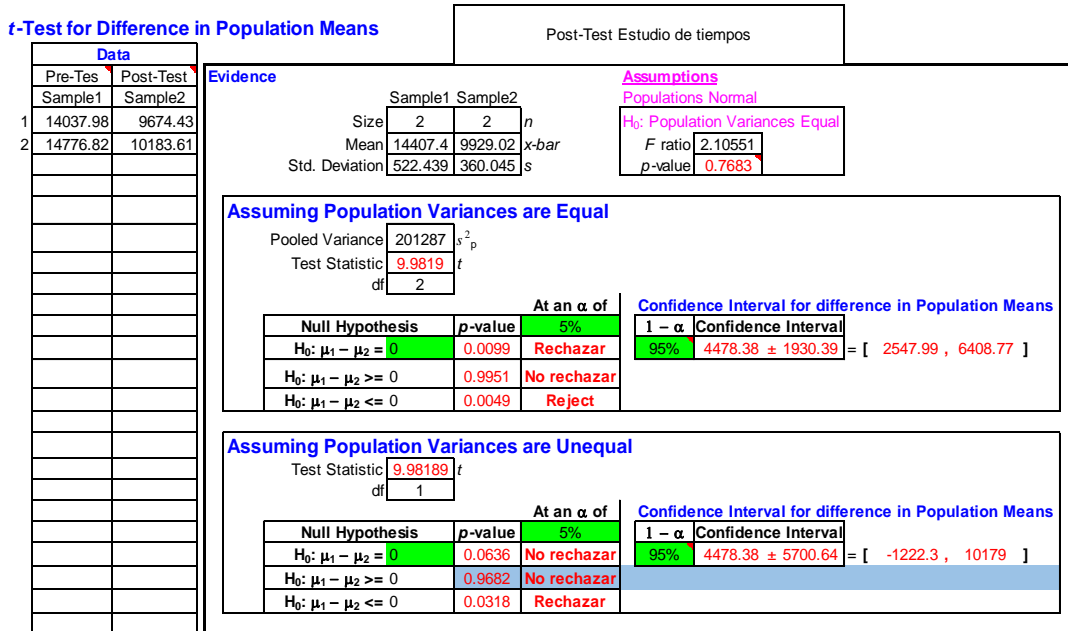 t-Test for Difference in Population Means
Post-Test Estudio de tiempos
Data
Pre-Tes Post-Test
Sample1 Sample2
1 14037.98 9674.43
2 14776.82 10183.61
Evidence
Sample1 Sample2
Size 2 2 n
Mean 14407.4 9929.02 x-bar
Std. Deviation 522.439 360.045 s
Assumptions
Populations Normal
H₀: Population Variances Equal
F ratio 2.10551
p-value 0.7683
Assuming Population Variances are Equal
Pooled Variance 201287 s²ₚ
Test Statistic 9.9819 t
df 2
At an α of Confidence Interval for difference in Population Means
Null Hypothesis p-value 5% 1 − α Confidence Interval
H₀: μ₁ − μ₂ = 0 0.0099 Rechazar 95% 4478.38 ± 1930.39 = [ 2547.99 , 6408.77 ]
H₀: μ₁ − μ₂ >= 0 0.9951 No rechazar
H₀: μ₁ − μ₂ <= 0 0.0049 Reject
Assuming Population Variances are Unequal
Test Statistic 9.98189 t
df 1
At an α of Confidence Interval for difference in Population Means
Null Hypothesis p-value 5% 1 − α Confidence Interval
H₀: μ₁ − μ₂ = 0 0.0636 No rechazar 95% 4478.38 ± 5700.64 = [ -1222.3 , 10179 ]
H₀: μ₁ − μ₂ >= 0 0.9682 No rechazar
H₀: μ₁ − μ₂ <= 0 0.0318 Rechazar